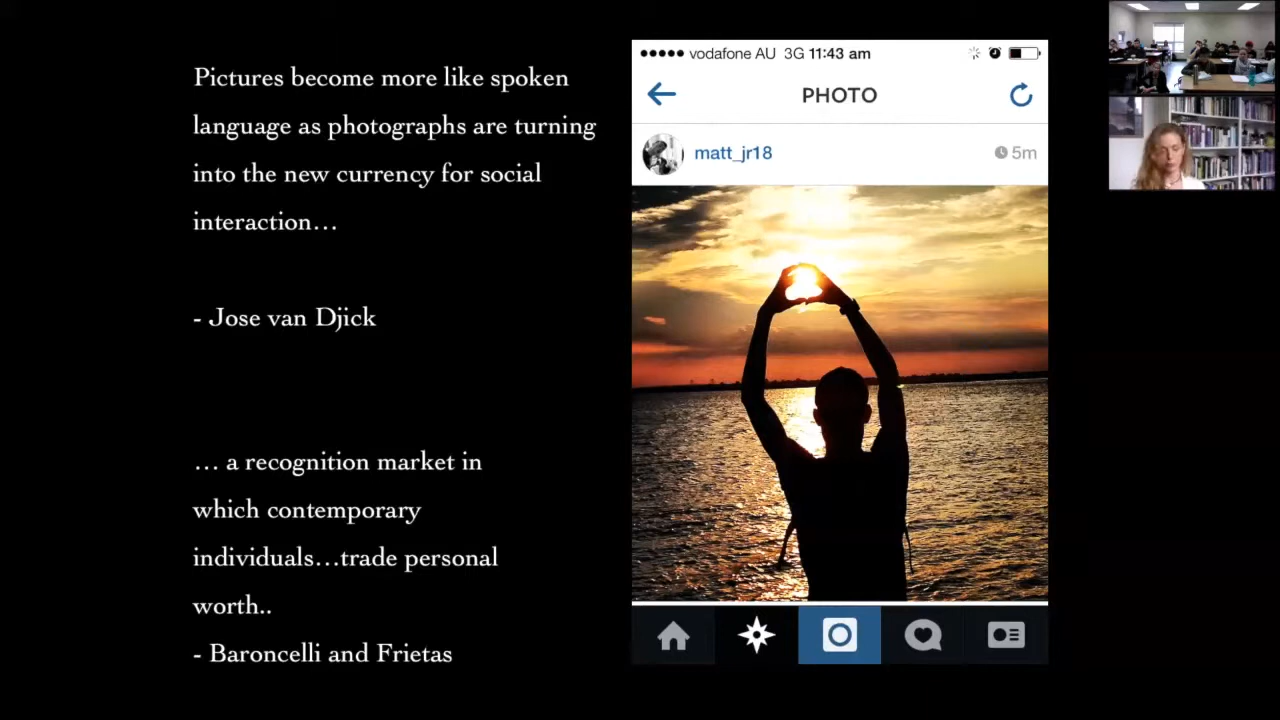 Pictures become more like spoken
language as photographs are turning
into the new currency for social
interaction…
- Jose van Djick
… a recognition market in
which contemporary
individuals…trade personal
worth..
- Baroncelli and Frietas
vodafone AU 3G 11:43 am
PHOTO
matt_jr18
5m